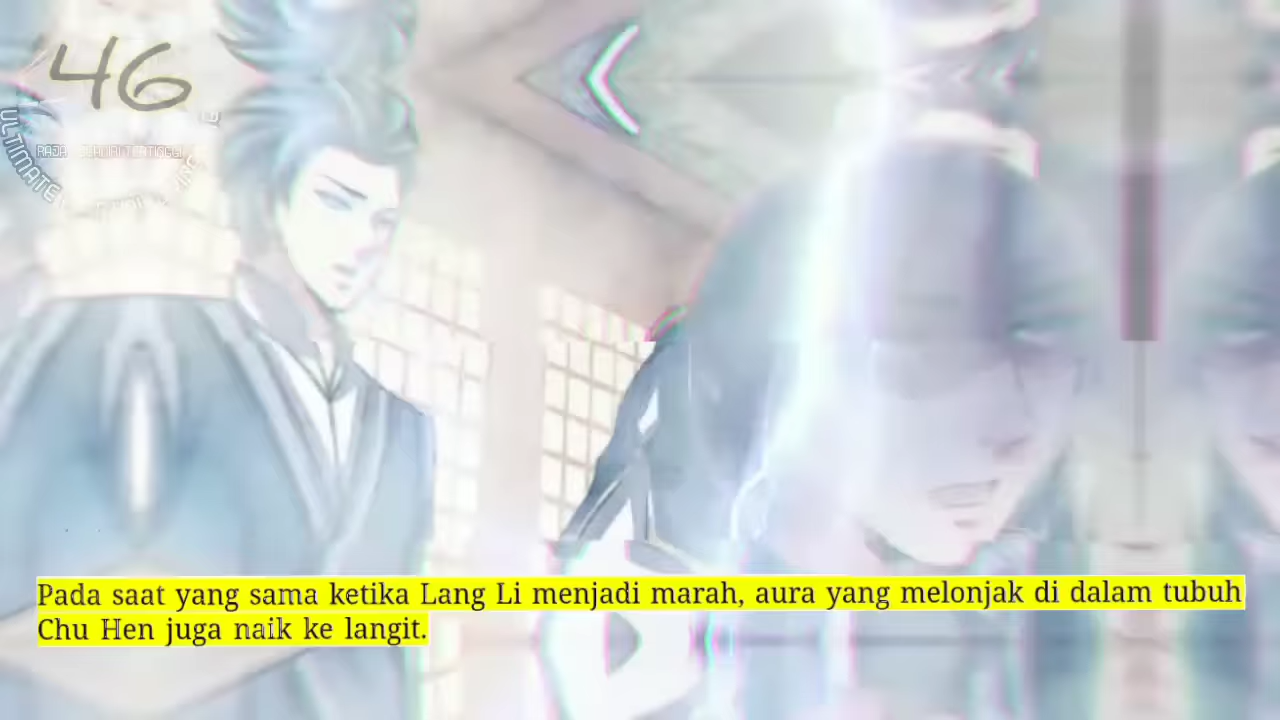 46
ULTIMATE
Pada saat yang sama ketika Lang Li menjadi marah, aura yang melonjak di dalam tubuh
Chu Hen juga naik ke langit.